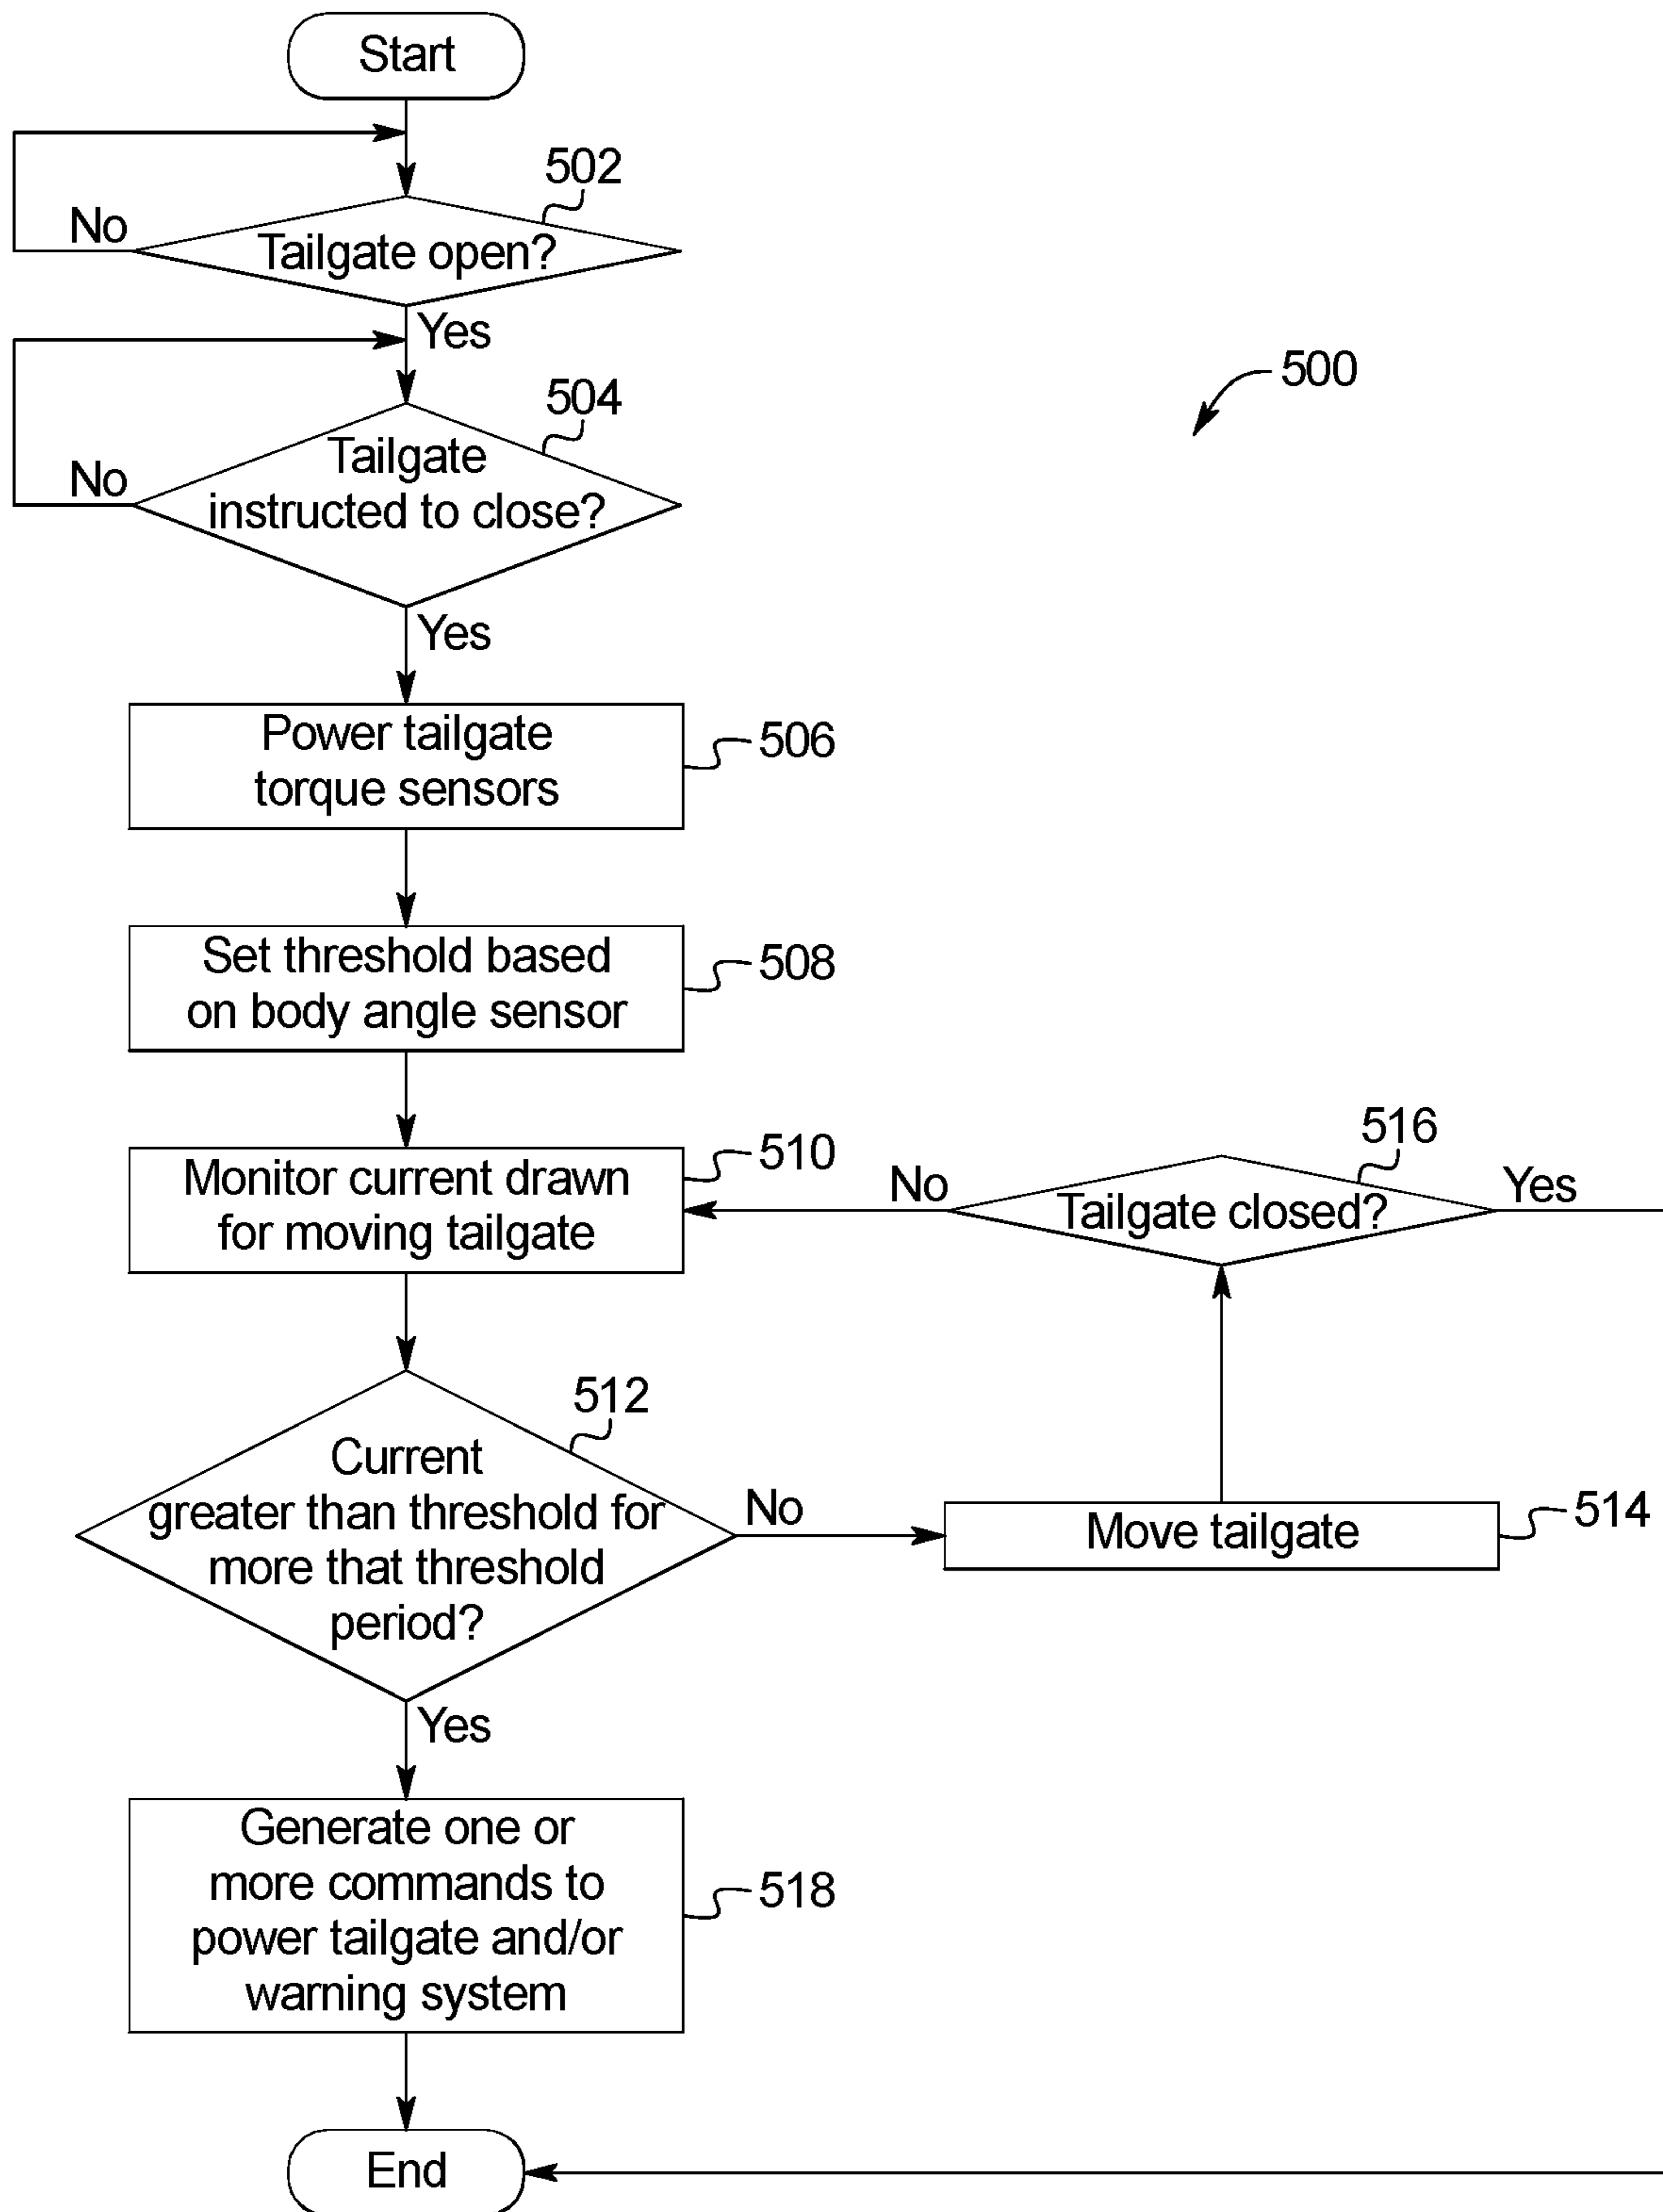 Start
502
No
Tailgate open?
Yes
500
504
Tailgate
No
instructed to close?
Yes
Power tailgate
torque sensors
506
Set threshold based
on body angle sensor
508
510
Monitor current drawn
for moving tailgate
516
No
Tailgate closed?
Yes
512
Current
greater than threshold for
more that threshold
period?
No
Move tailgate
514
Yes
Generate one or
more commands to
power tailgate and/or
warning system
518
End